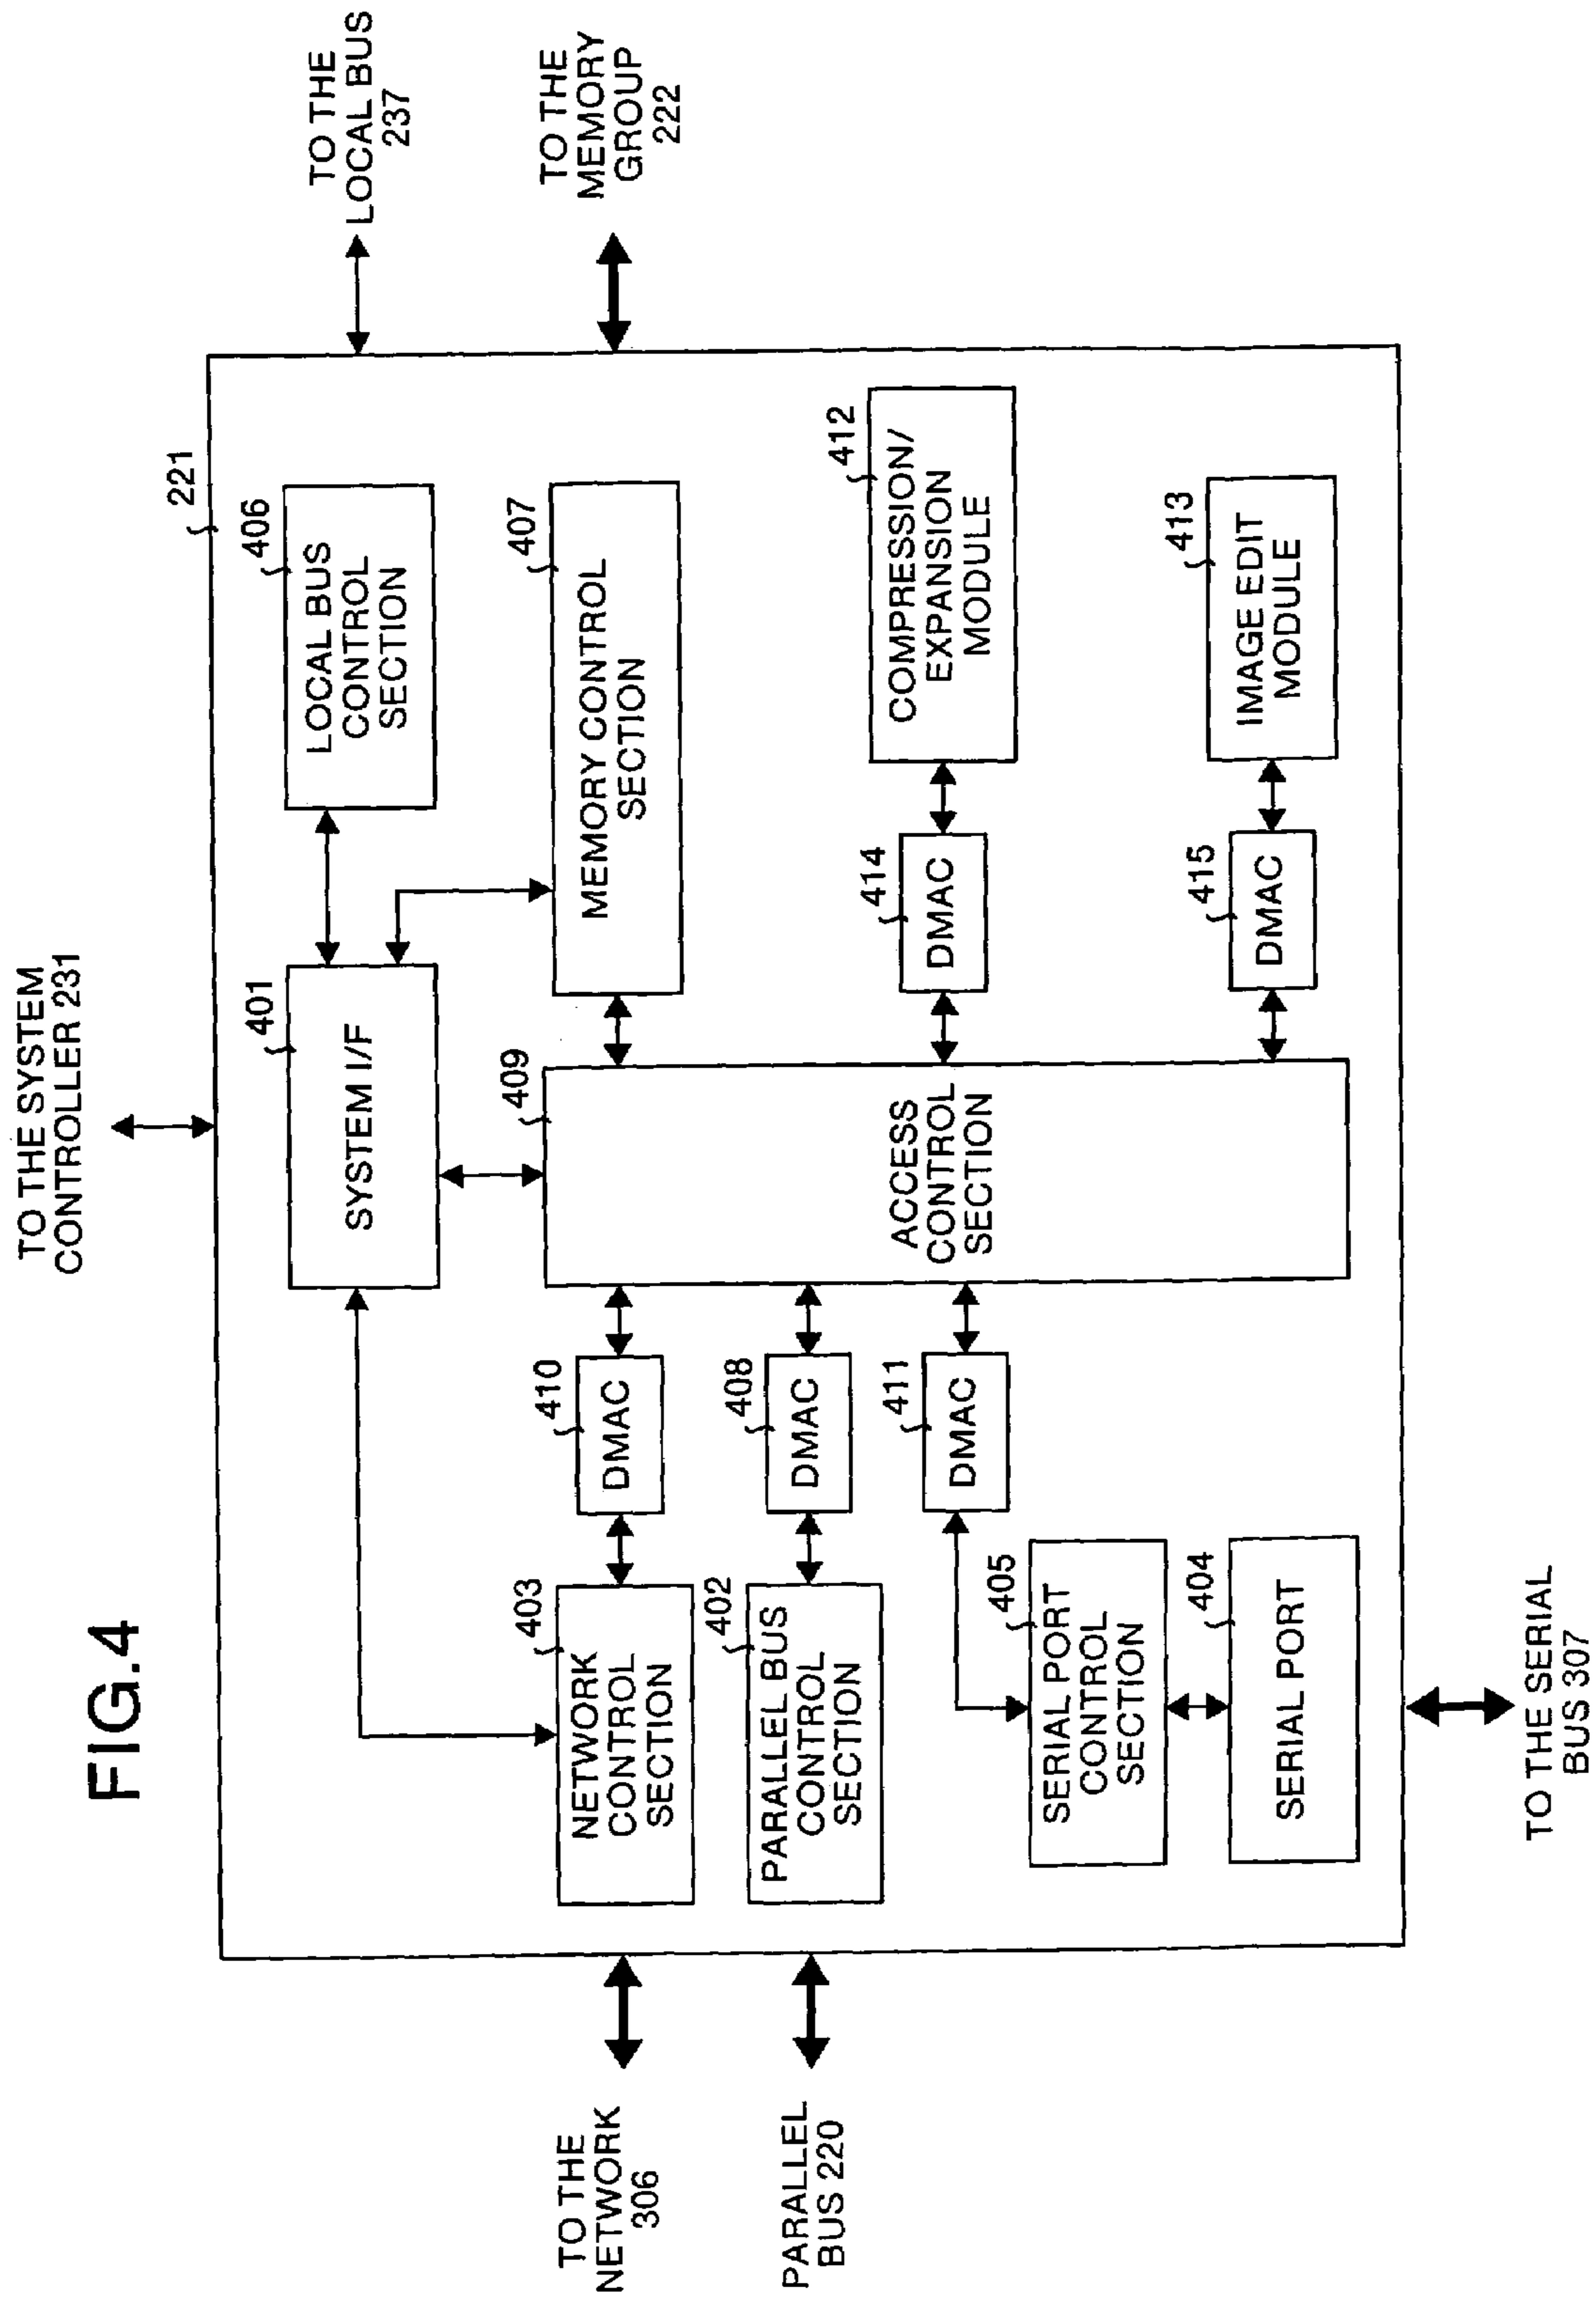 FIG.4
TO THE SYSTEM
CONTROLLER 231
221
TO THE
LOCAL BUS
237
401
SYSTEM I/F
406
LOCAL BUS
CONTROL
SECTION
TO THE
MEMORY
GROUP
222
407
MEMORY CONTROL
SECTION
409
ACCESS
CONTROL
SECTION
TO THE
NETWORK
306
403
NETWORK
CONTROL
SECTION
410
DMAC
PARALLEL
BUS 220
402
PARALLEL BUS
CONTROL
SECTION
408
DMAC
411
DMAC
405
SERIAL PORT
CONTROL
SECTION
404
SERIAL PORT
414
DMAC
412
COMPRESSION/
EXPANSION
MODULE
415
DMAC
413
IMAGE EDIT
MODULE
TO THE SERIAL
BUS 307